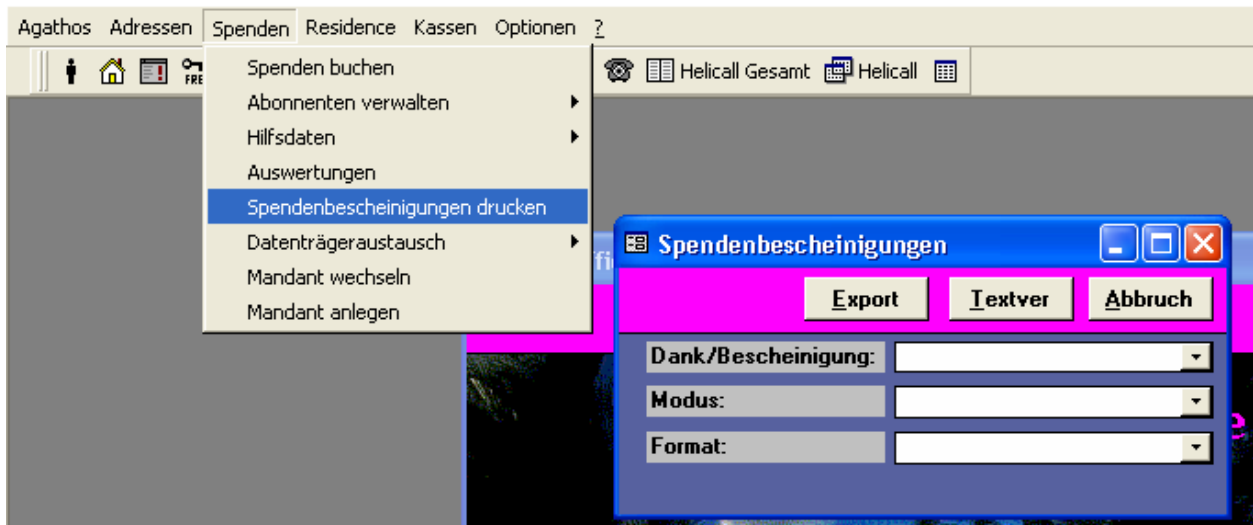 Agathos Adressen Spenden Residence Kassen Optionen ?
FRE Helicall Gesamt Helicall
Spenden buchen
Abonnenten verwalten
Hilfsdaten
Auswertungen
Spendenbescheinigungen drucken
Datenträgeraustausch
Mandant wechseln
Mandant anlegen
Spendenbescheinigungen
Export Textver Abbruch
Dank/Bescheinigung:
Modus:
Format: